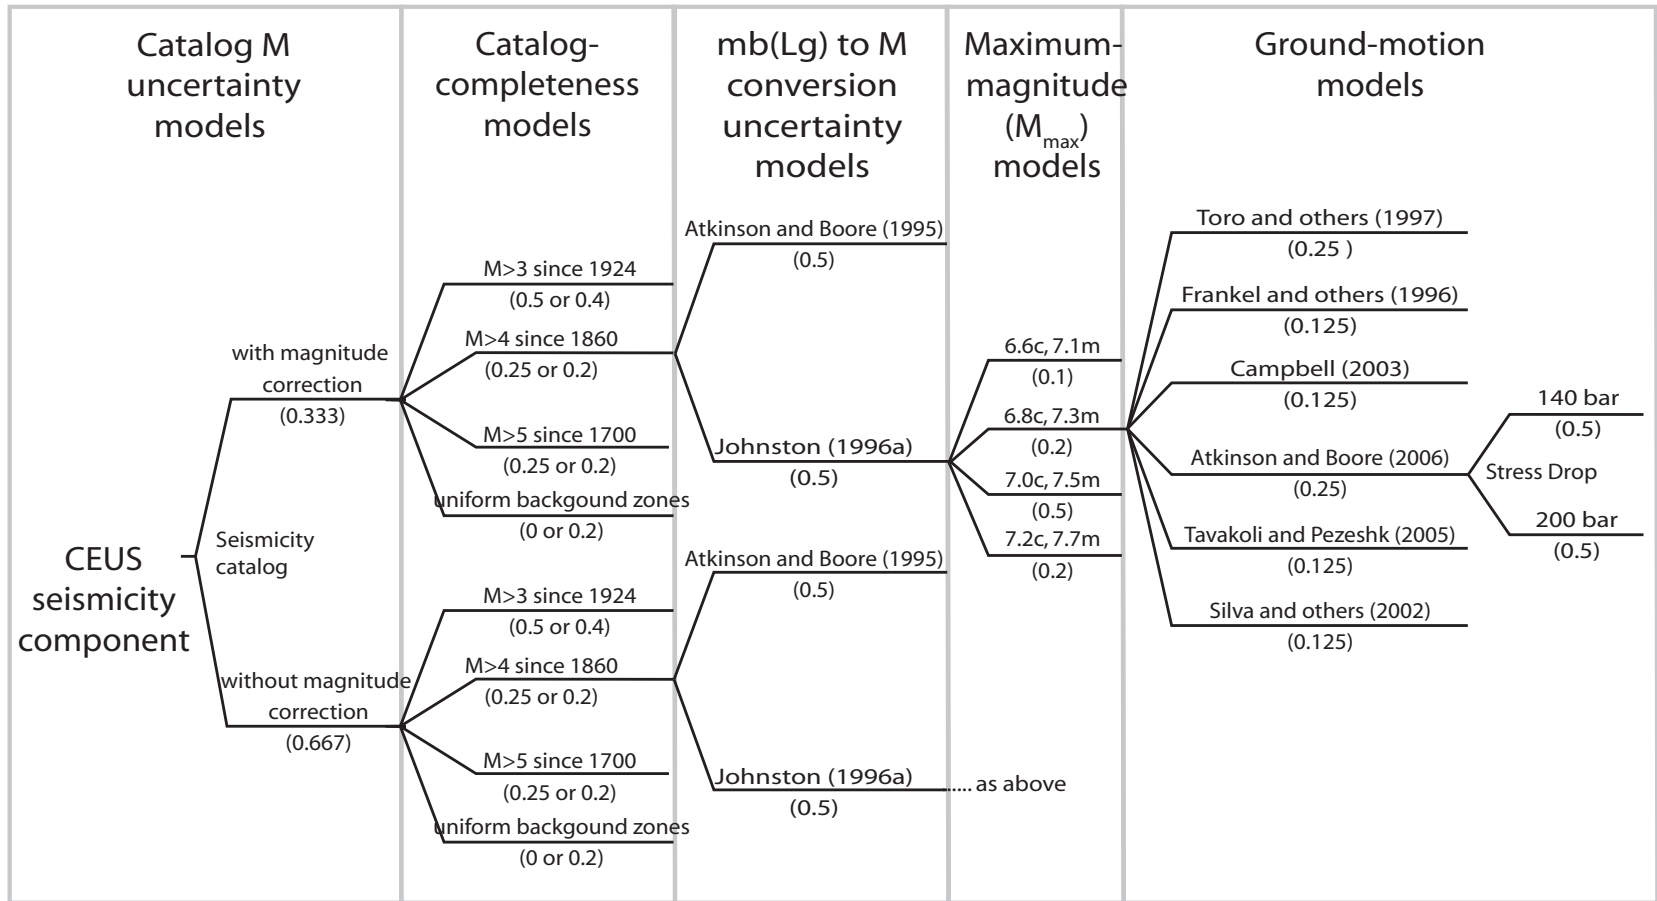 Catalog M
uncertainty
models
Catalog-
completeness
models
mb(Lg) to M
conversion
uncertainty
models
Maximum-
magnitude
(Mmax)
models
Ground-motion
models
CEUS
seismicity
component
Seismicity
catalog
with magnitude
correction
(0.333)
without magnitude
correction
(0.667)
M>3 since 1924
(0.5 or 0.4)
M>4 since 1860
(0.25 or 0.2)
M>5 since 1700
(0.25 or 0.2)
uniform backgound zones
(0 or 0.2)
M>3 since 1924
(0.5 or 0.4)
M>4 since 1860
(0.25 or 0.2)
M>5 since 1700
(0.25 or 0.2)
uniform backgound zones
(0 or 0.2)
Atkinson and Boore (1995)
(0.5)
Johnston (1996a)
(0.5)
Atkinson and Boore (1995)
(0.5)
Johnston (1996a)
(0.5)
...... as above
6.6c, 7.1m
(0.1)
6.8c, 7.3m
(0.2)
7.0c, 7.5m
(0.5)
7.2c, 7.7m
(0.2)
Toro and others (1997)
(0.25 )
Frankel and others (1996)
(0.125)
Campbell (2003)
(0.125)
Atkinson and Boore (2006)
(0.25)
Tavakoli and Pezeshk (2005)
(0.125)
Silva and others (2002)
(0.125)
140 bar
(0.5)
Stress Drop
200 bar
(0.5)